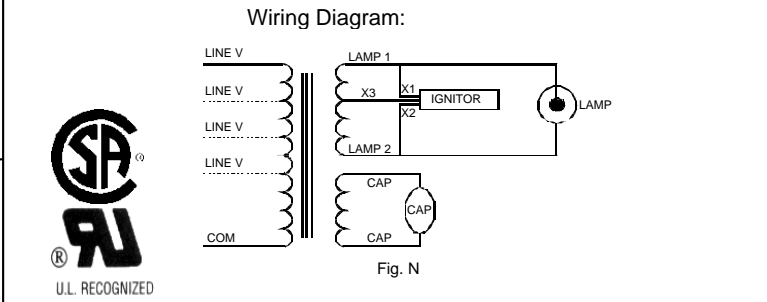 Wiring Diagram:
LINE V
LINE V
LINE V
LINE V
COM
LAMP 1
X3
X1
X2
IGNITOR
LAMP
LAMP 2
CAP
CAP
CAP
Fig. N
SA
®
U.L. RECOGNIZED